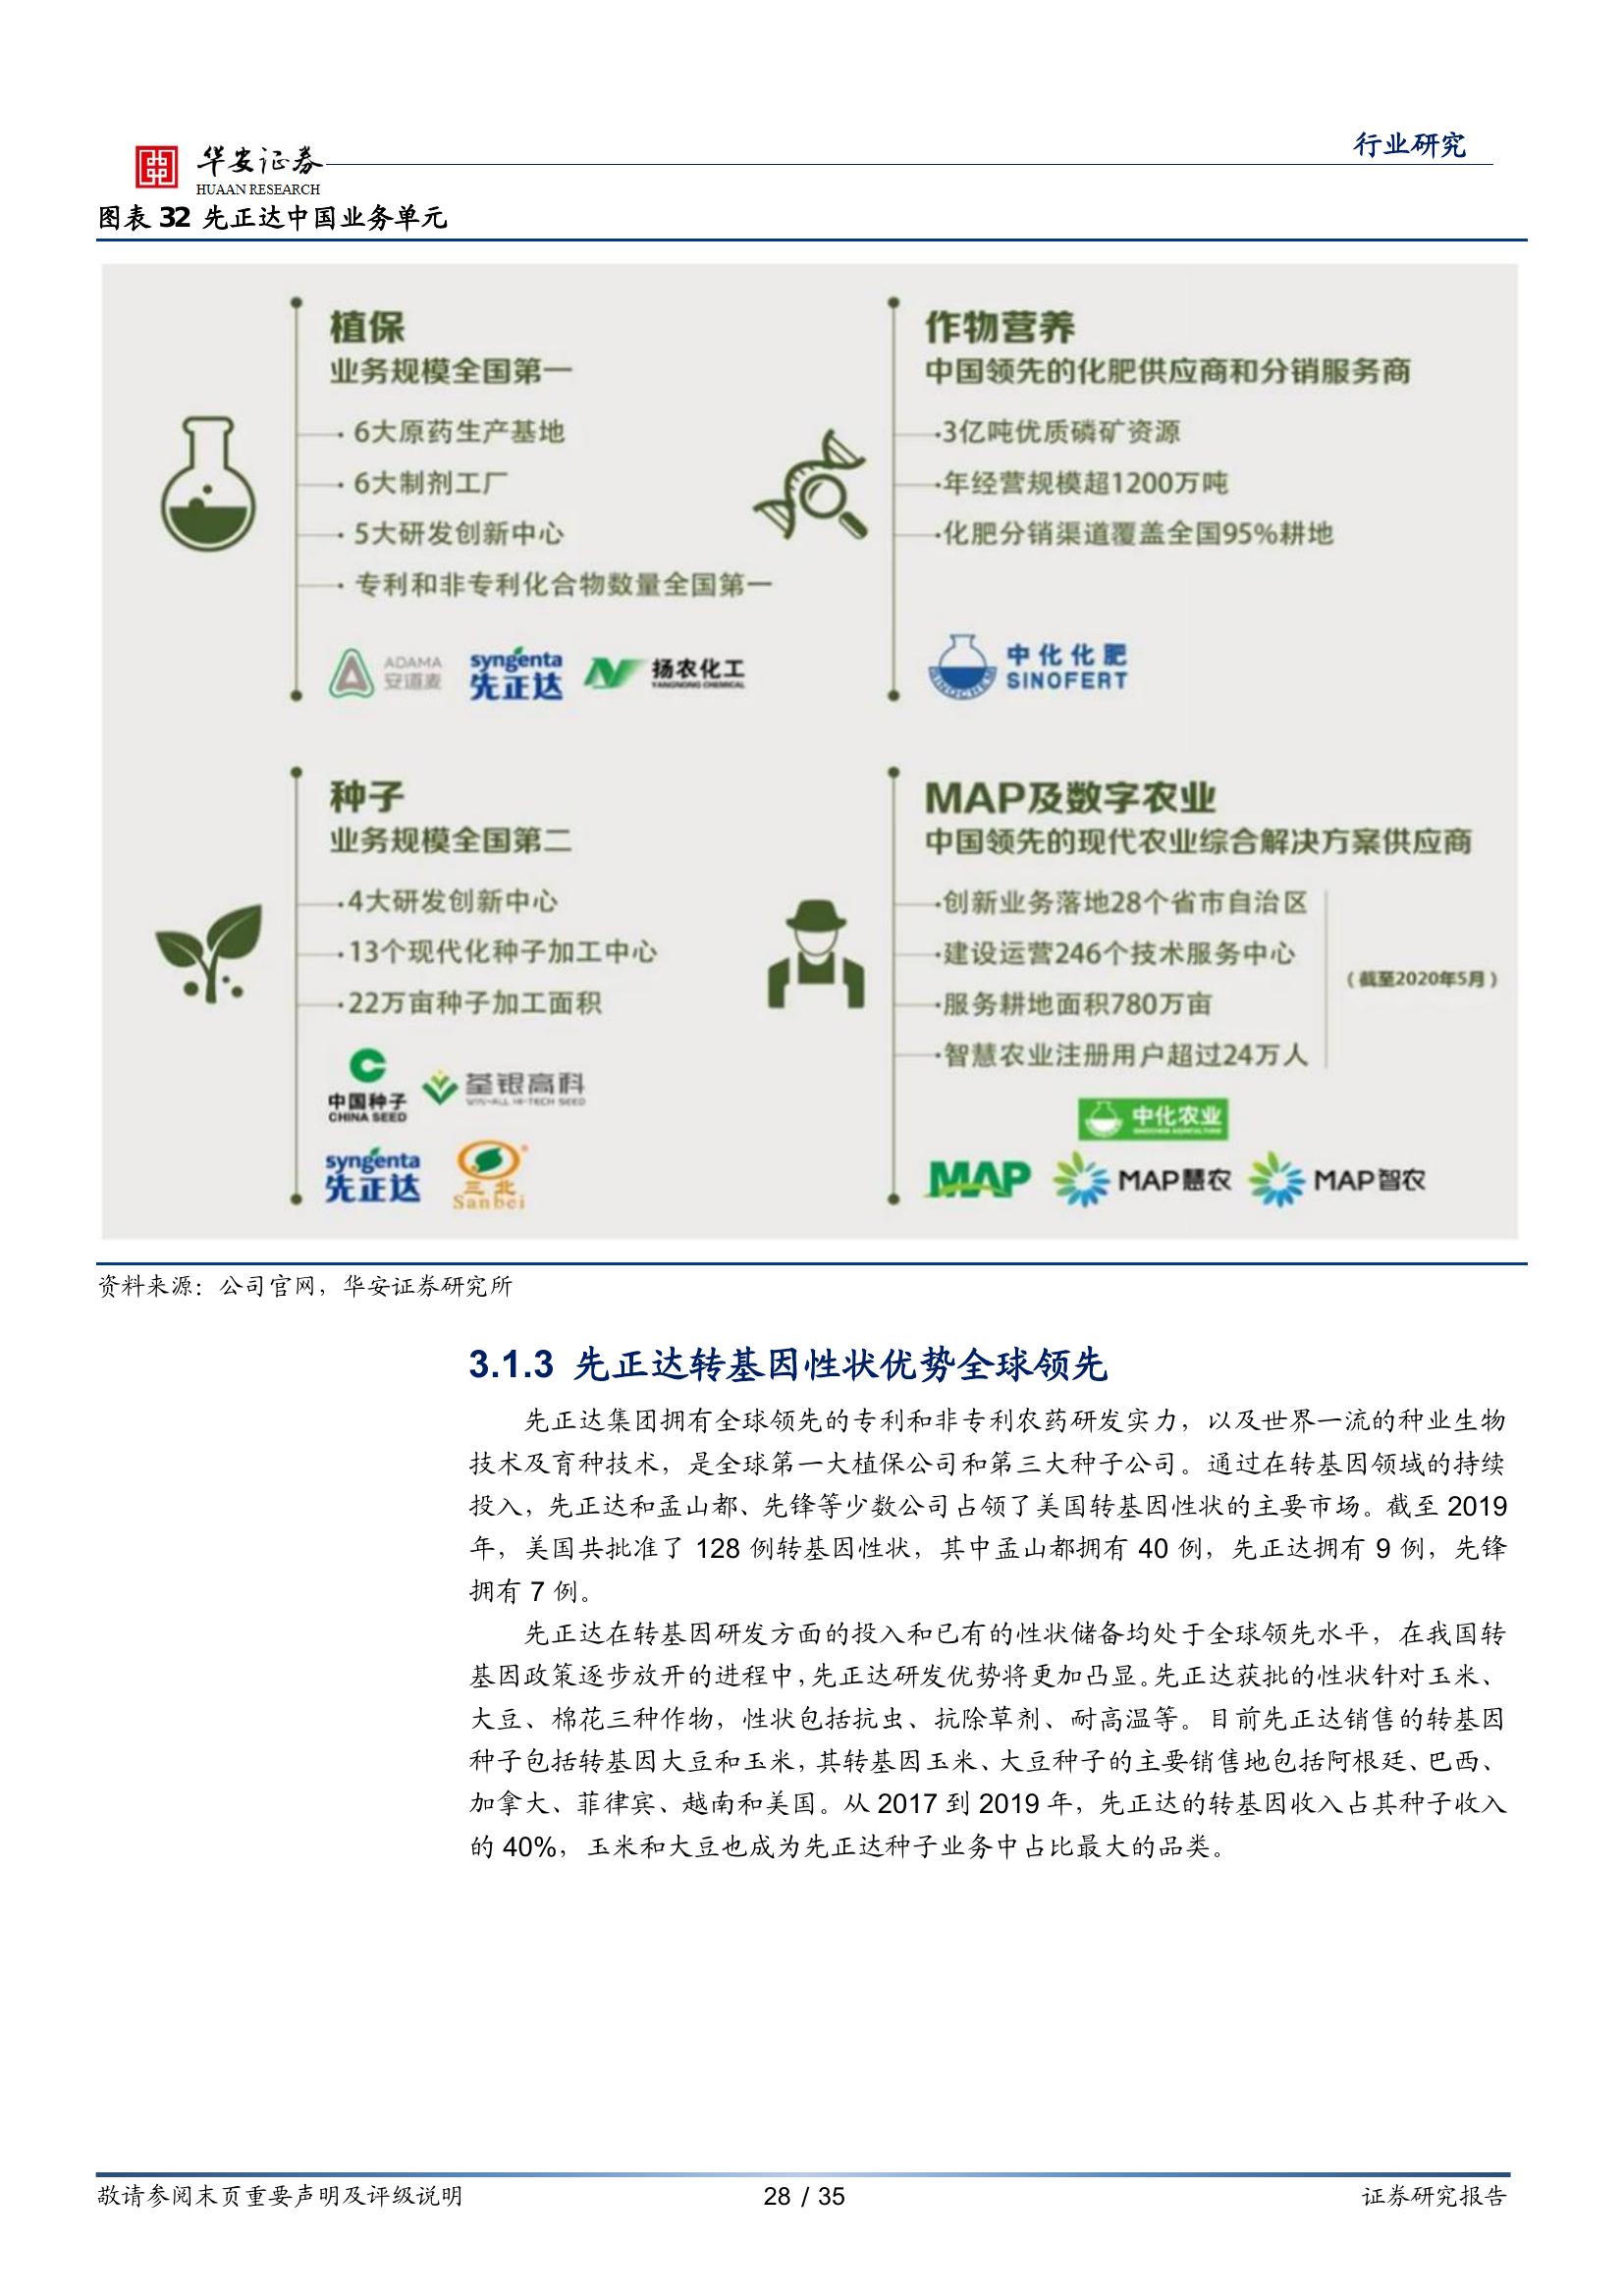 华安证券
HUAAN RESEARCH
行业研究
图表 32 先正达中国业务单元
植保
业务规模全国第一
6大原药生产基地
6大制剂工厂
5大研发创新中心
专利和非专利化合物数量全国第一
ADAMA
安道麦
syngenta
先正达
扬农化工
YANGNONG CHEMICAL
作物营养
中国领先的化肥供应商和分销服务商
3亿吨优质磷矿资源
年经营规模超1200万吨
化肥分销渠道覆盖全国95%耕地
SINOCHEM
中化化肥
SINOFERT
种子
业务规模全国第二
4大研发创新中心
13个现代化种子加工中心
22万亩种子加工面积
中国种子
CHINA SEED
荃银高科
WIN-ALL HI-TECH SEED
syngenta
先正达
三北
Sanbei
MAP及数字农业
中国领先的现代农业综合解决方案供应商
创新业务落地28个省市自治区
建设运营246个技术服务中心
服务耕地面积780万亩
智慧农业注册用户超过24万人
（截至2020年5月）
中化农业
SINOCHEM AGRICULTURE
MAP
MAP慧农
MAP智农
资料来源：公司官网，华安证券研究所
3.1.3 先正达转基因性状优势全球领先
先正达集团拥有全球领先的专利和非专利农药研发实力，以及世界一流的种业生物
技术及育种技术，是全球第一大植保公司和第三大种子公司。通过在转基因领域的持续
投入，先正达和孟山都、先锋等少数公司占领了美国转基因性状的主要市场。截至 2019
年，美国共批准了 128 例转基因性状，其中孟山都拥有 40 例，先正达拥有 9 例，先锋
拥有 7 例。
先正达在转基因研发方面的投入和已有的性状储备均处于全球领先水平，在我国转
基因政策逐步放开的进程中，先正达研发优势将更加凸显。先正达获批的性状针对玉米、
大豆、棉花三种作物，性状包括抗虫、抗除草剂、耐高温等。目前先正达销售的转基因
种子包括转基因大豆和玉米，其转基因玉米、大豆种子的主要销售地包括阿根廷、巴西、
加拿大、菲律宾、越南和美国。从 2017 到 2019 年，先正达的转基因收入占其种子收入
的 40%，玉米和大豆也成为先正达种子业务中占比最大的品类。
敬请参阅末页重要声明及评级说明
28 / 35
证券研究报告